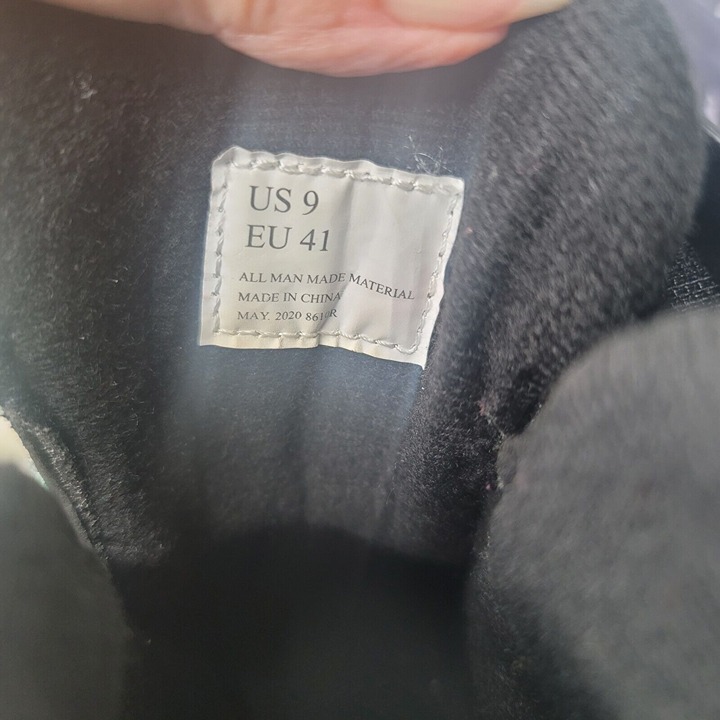 US 9
EU 41
ALL MAN MADE MATERIAL
MADE IN CHINA
MAY. 2020